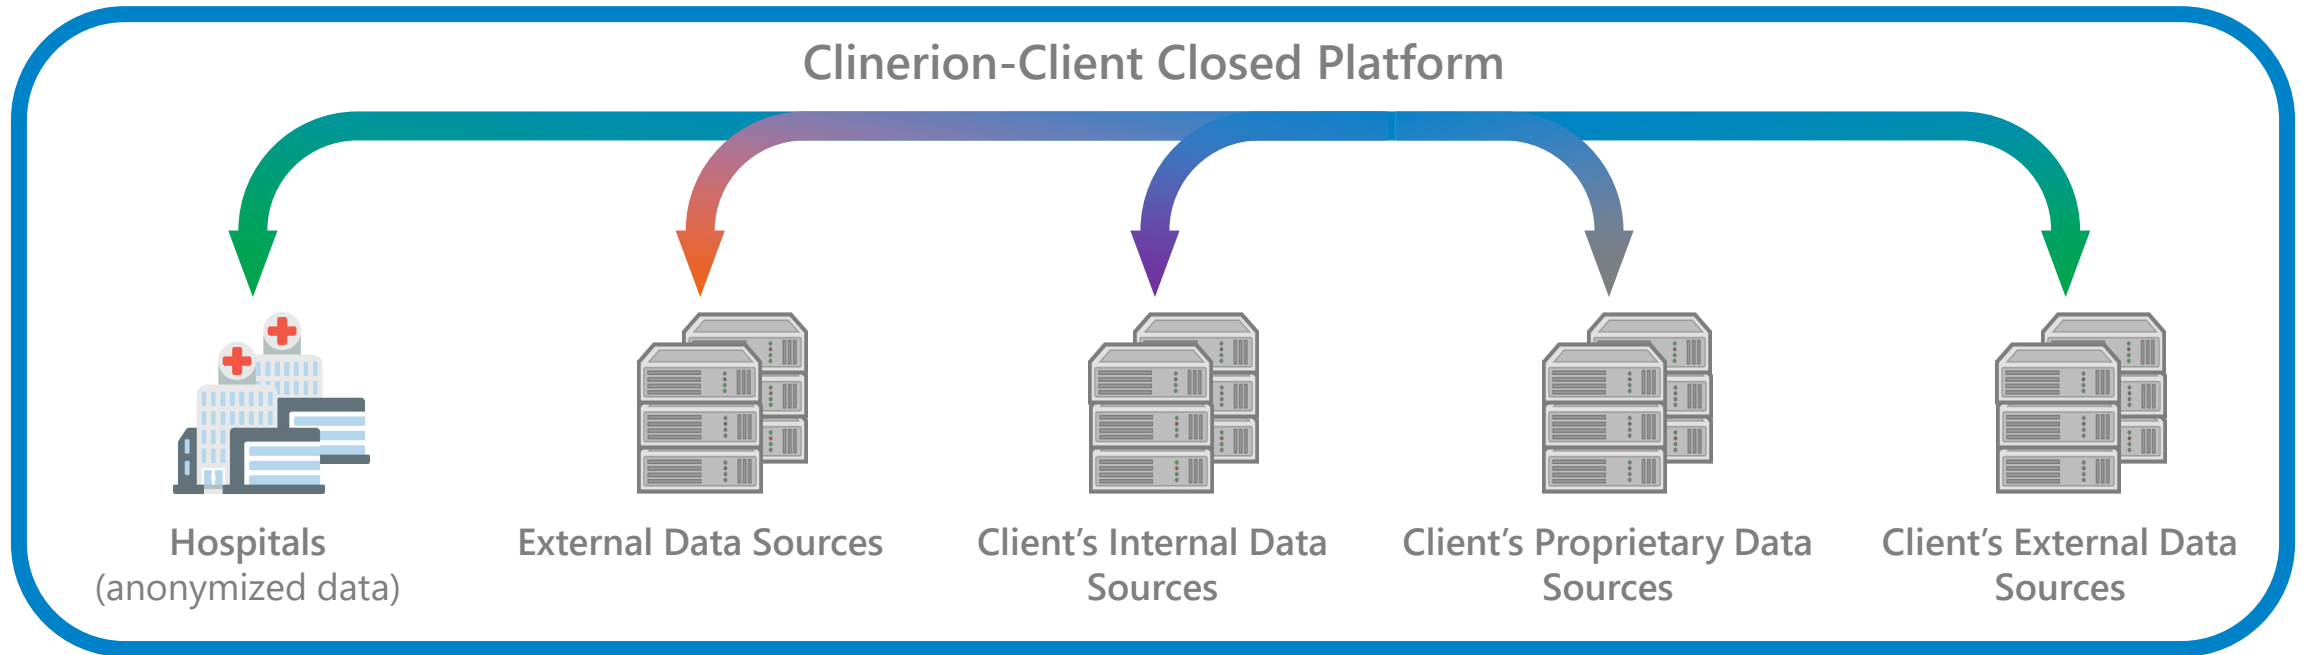 Clinerion-Client Closed Platform
Hospitals
(anonymized data)
External Data Sources
Client’s Internal Data
Sources
Client’s Proprietary Data
Sources
Client’s External Data
Sources